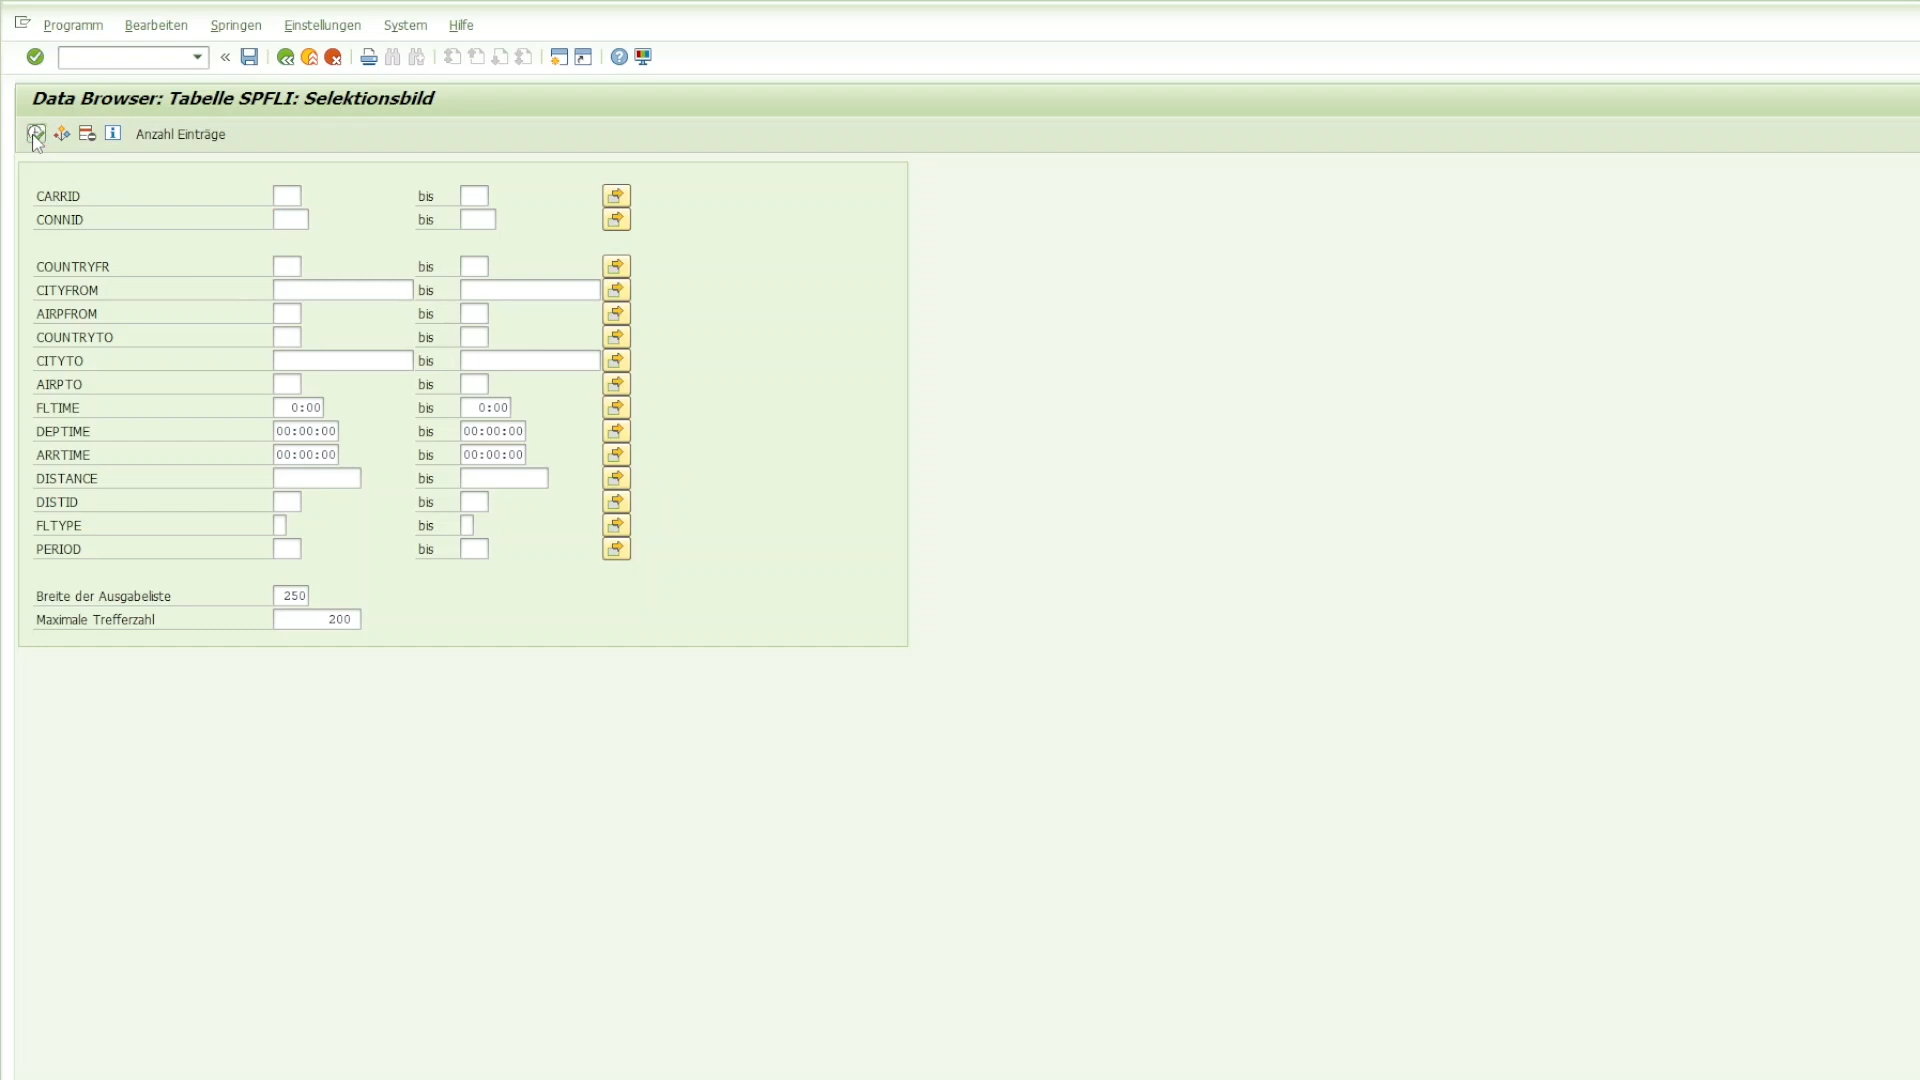 Programm Bearbeiten Springen Einstellungen System Hilfe
Data Browser: Tabelle SPFLI: Selektionsbild
Anzahl Einträge
CARRID bis
CONNID bis
COUNTRYFR bis
CITYFROM bis
AIRPFROM bis
COUNTRYTO bis
CITYTO bis
AIRPTO bis
FLTIME 0:00 bis 0:00
DEPTIME 00:00:00 bis 00:00:00
ARRTIME 00:00:00 bis 00:00:00
DISTANCE bis
DISTID bis
FLTYPE bis
PERIOD bis
Breite der Ausgabeliste 250
Maximale Trefferzahl 200